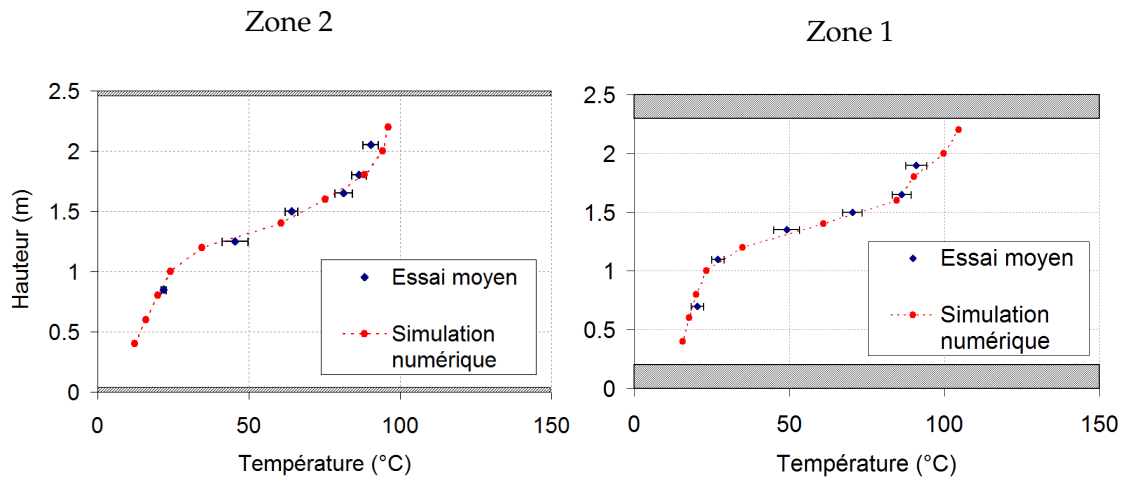 Zone 2
2.5
2
1.5
1
0.5
0
Hauteur (m)
0
50
100
150
Température (°C)
Essai moyen
Simulation
numérique
Zone 1
2.5
2
1.5
1
0.5
0
0
50
100
150
Température (°C)
Essai moyen
Simulation
numérique